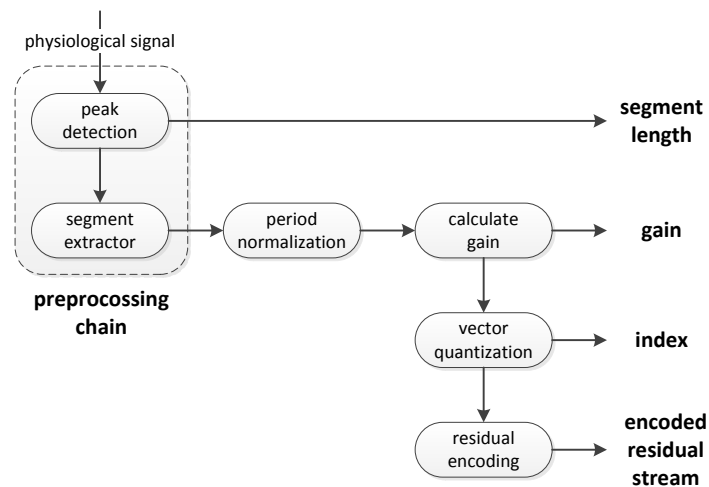 physiological signal
peak
detection
segment
length
segment
extractor
period
normalization
calculate
gain
gain
preprocossing
chain
vector
quantization
index
residual
encoding
encoded
residual
stream